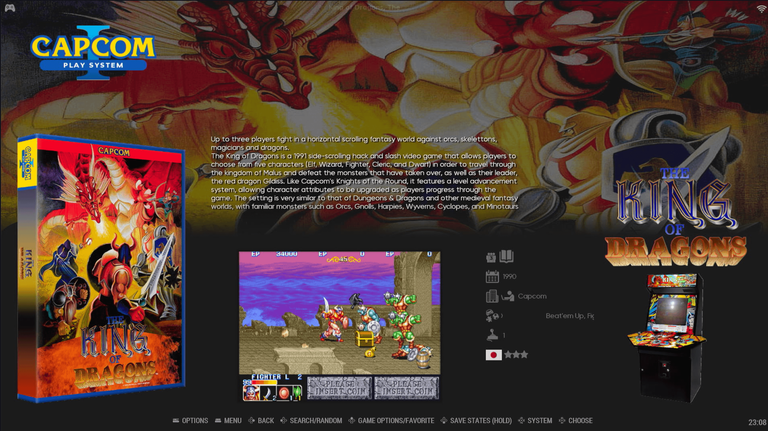 CAPCOM
I
PLAY SYSTEM
Up to three players fight in a horizontal scrolling fantasy world against orcs, skelettons,
magicians and dragons.
The King of Dragons is a 1991 side-scrolling hack and slash video game that allows players to
choose from five characters (Elf, Wizard, Fighter, Cleric, and Dwarf) in order to travel through
the kingdom of Malus and defeat the monsters that have taken over, as well as their leader,
the red dragon Gildiss. Like Capcom's Knights of the Round, it features a level advancement
system, allowing character attributes to be upgraded as players progress through the
game. The setting is very similar to that of Dungeons & Dragons and other medieval fantasy
worlds, with familiar monsters such as Orcs, Gnolls, Harpies, Wyverns, Cyclopes, and Minotaurs
CAPCOM
KING
THE
KING
OF
DRAGONS
THE
KING
OF
DRAGONS
EP 34000 EP 0 EP 0
45
FIGHTER L 2
PLEASE
INSERT COIN
PLEASE
INSERT COIN
1990
Capcom
Beat'em Up, Fi
1
OPTIONS MENU BACK SEARCH/RANDOM GAME OPTIONS/FAVORITE SAVE STATES (HOLD) SYSTEM CHOOSE
23:08